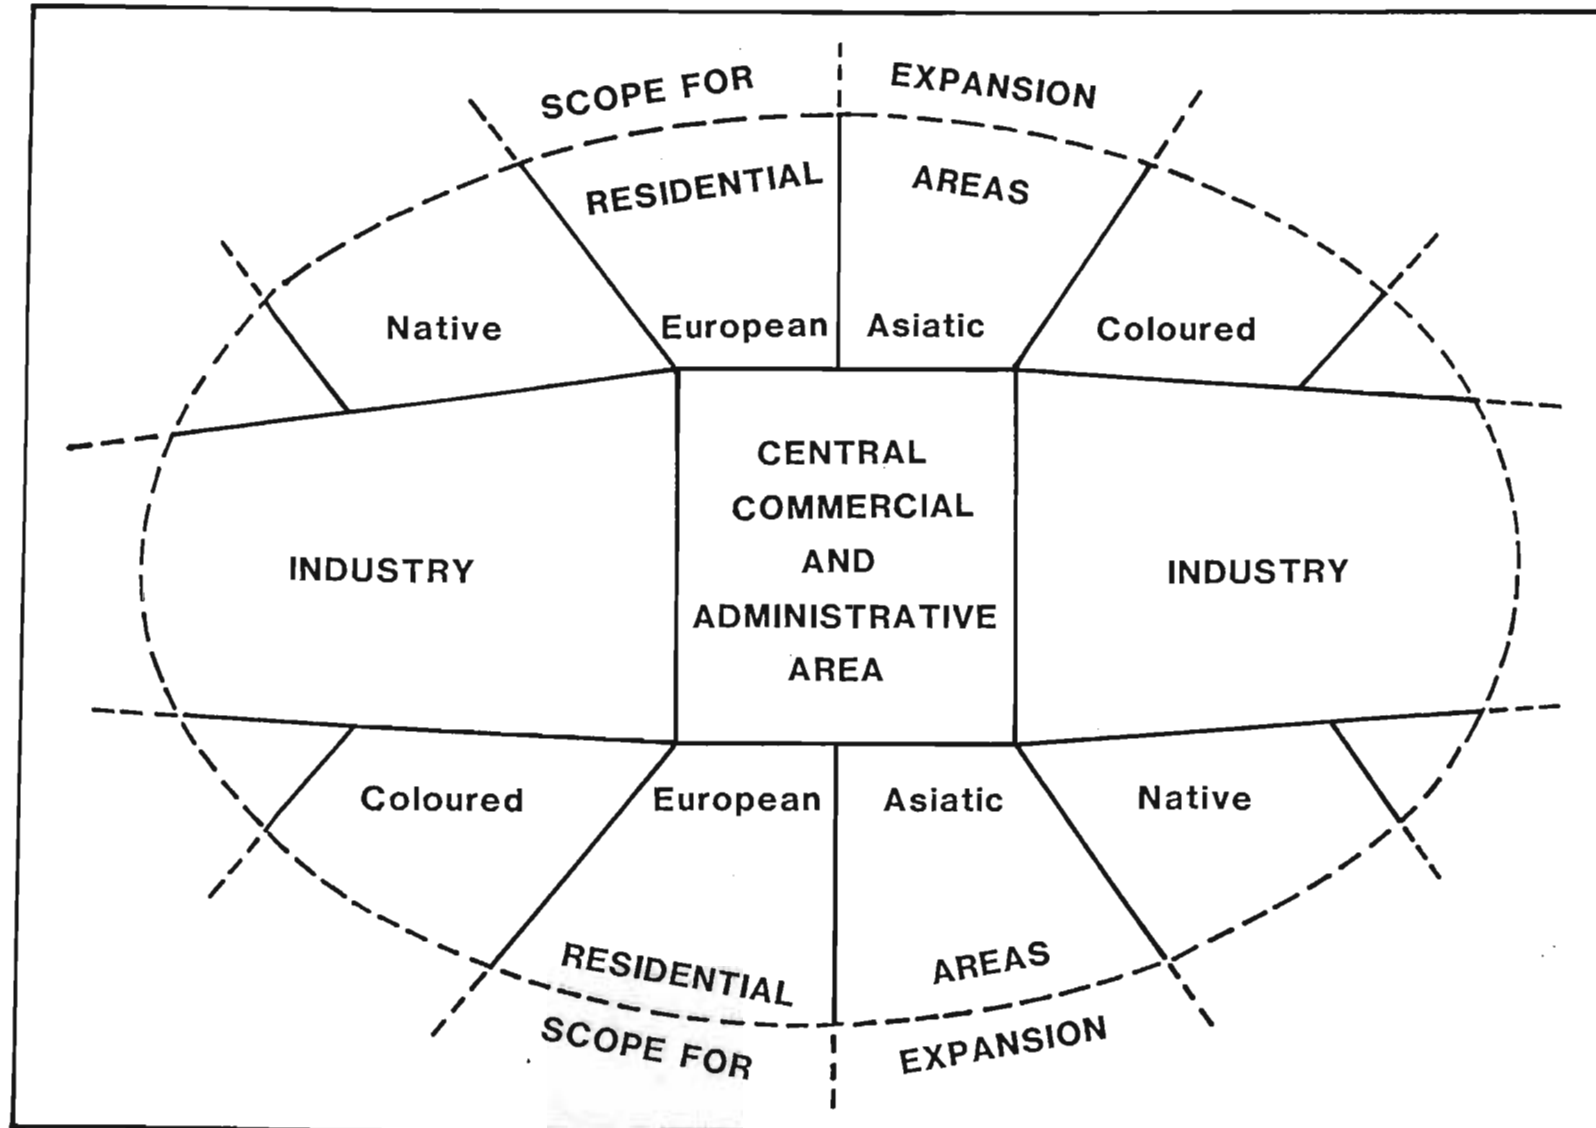 SCOPE FOR EXPANSION
RESIDENTIAL AREAS
Native European Asiatic Coloured
CENTRAL
COMMERCIAL
AND
ADMINISTRATIVE
AREA
INDUSTRY
INDUSTRY
Coloured European Asiatic Native
RESIDENTIAL AREAS
SCOPE FOR EXPANSION